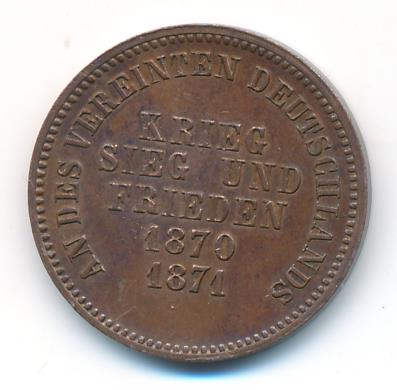 AN DES VEREINTEN DEUTSCHLANDS
KRIEG
SIEG UND
FRIEDEN
1870
1871